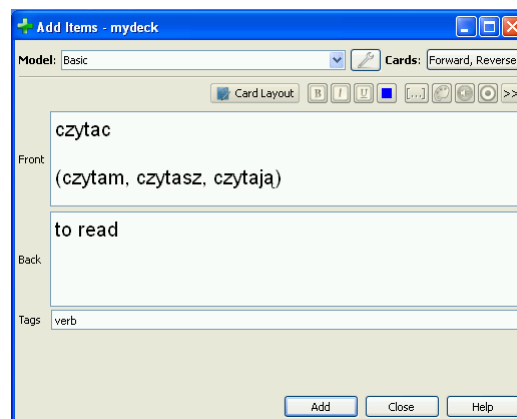 Add Items - mydeck
Model: Basic Cards: Forward, Reverse
Card Layout B I U [...] >>
Front
czytac
(czytam, czytasz, czytają)
Back
to read
Tags verb
Add Close Help